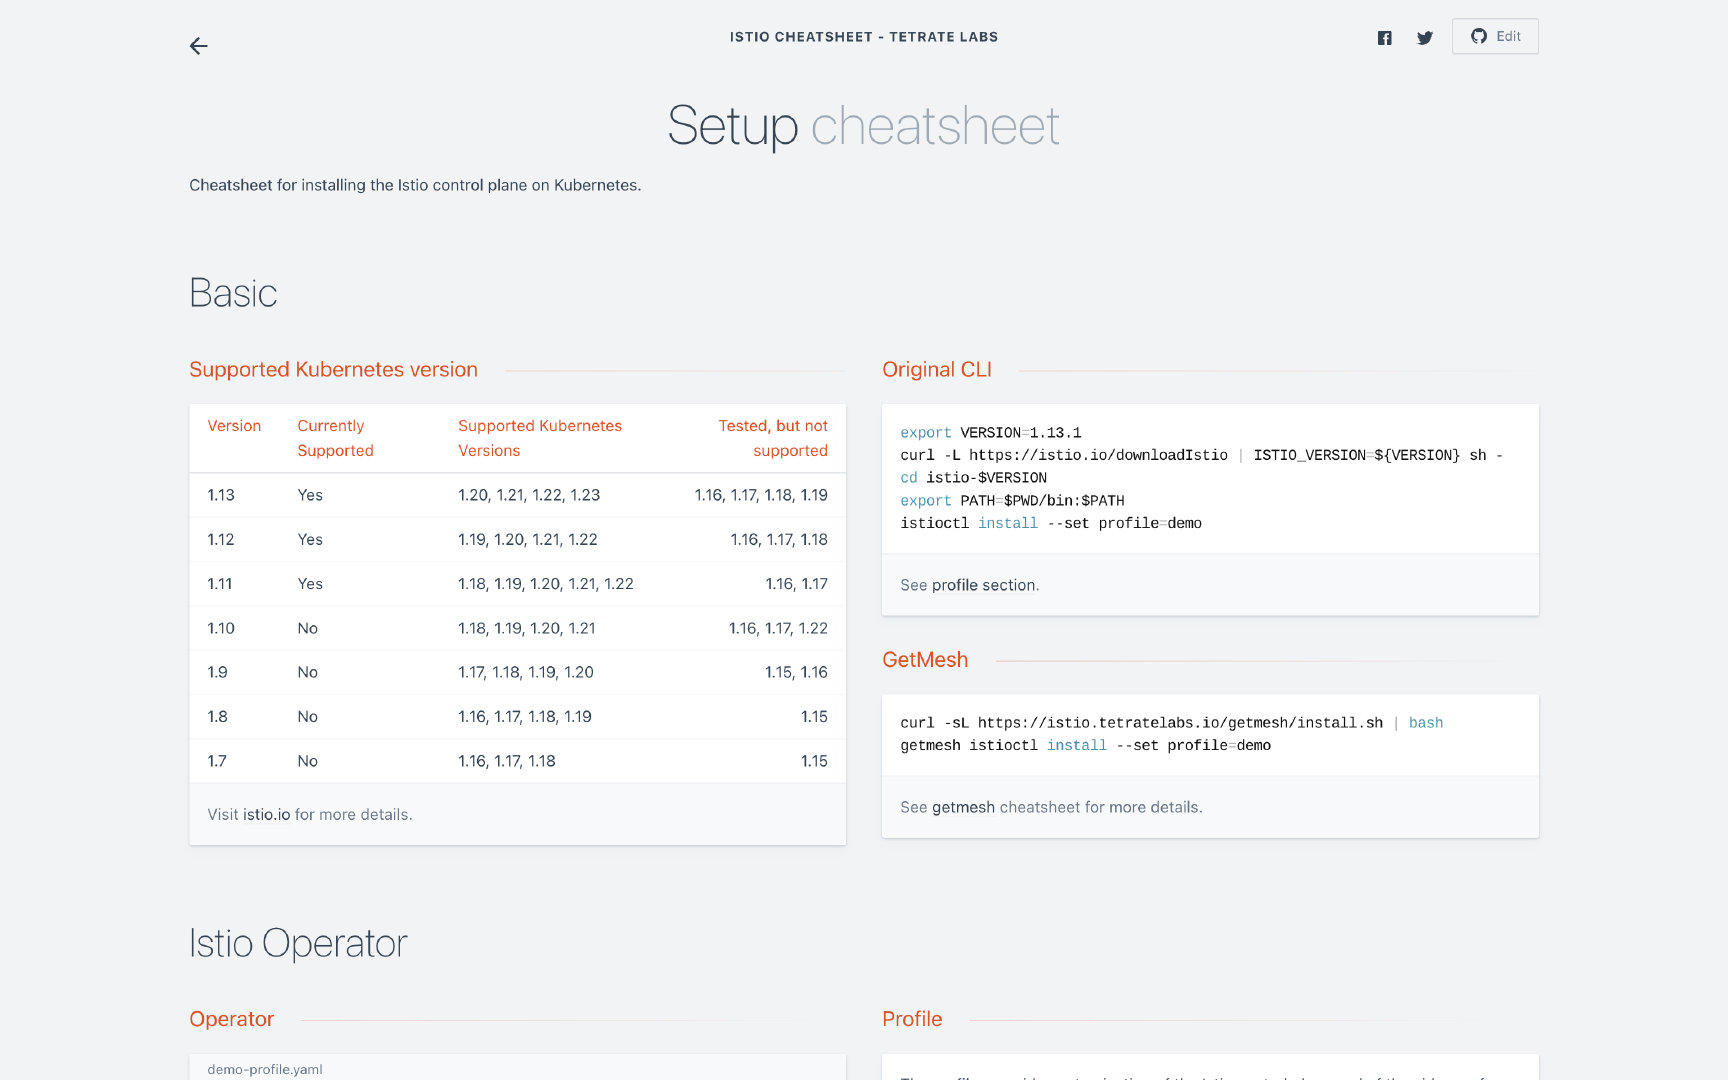 ISTIO CHEATSHEET - TETRATE LABS
Edit
Setup cheatsheet
Cheatsheet for installing the Istio control plane on Kubernetes.
Basic
Supported Kubernetes version
Version Currently Supported Supported Kubernetes Versions Tested, but not supported
1.13 Yes 1.20, 1.21, 1.22, 1.23 1.16, 1.17, 1.18, 1.19
1.12 Yes 1.19, 1.20, 1.21, 1.22 1.16, 1.17, 1.18
1.11 Yes 1.18, 1.19, 1.20, 1.21, 1.22 1.16, 1.17
1.10 No 1.18, 1.19, 1.20, 1.21 1.16, 1.17, 1.22
1.9 No 1.17, 1.18, 1.19, 1.20 1.15, 1.16
1.8 No 1.16, 1.17, 1.18, 1.19 1.15
1.7 No 1.16, 1.17, 1.18 1.15
Visit istio.io for more details.
Original CLI
export VERSION=1.13.1
curl -L https://istio.io/downloadIstio | ISTIO_VERSION=${VERSION} sh -
cd istio-$VERSION
export PATH=$PWD/bin:$PATH
istioctl install --set profile=demo
See profile section.
GetMesh
curl -sL https://istio.tetratelabs.io/getmesh/install.sh | bash
getmesh istioctl install --set profile=demo
See getmesh cheatsheet for more details.
Istio Operator
Operator
demo-profile.yaml
Profile